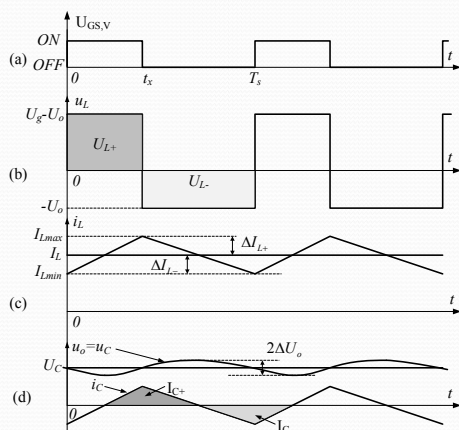 U_GS,V
ON
(a)
OFF
0
t_x
T_s
t
u_L
U_g-U_o
U_L+
(b)
0
U_L-
t
-U_o
i_L
I_Lmax
ΔI_L+
I_L
ΔI_L-
I_Lmin
(c)
0
t
u_o=u_C
2ΔU_o
U_C
(d)
i_C
I_C+
0
t
I_C